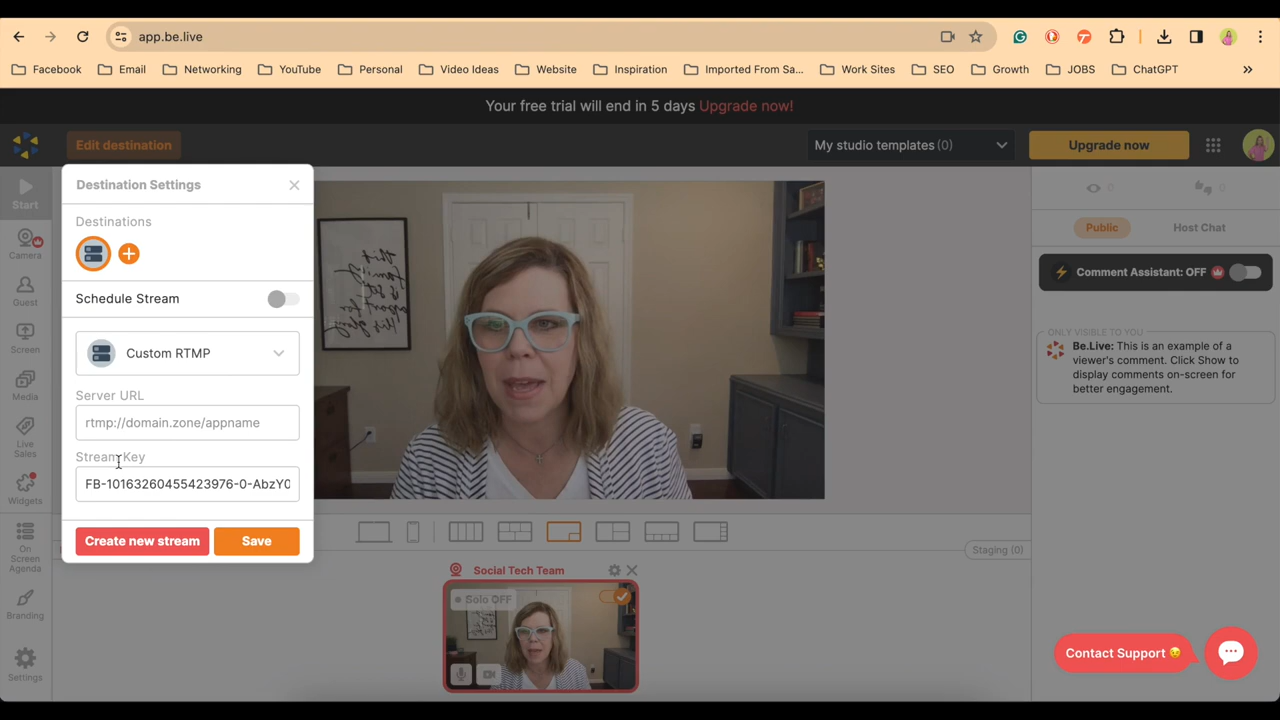 app.be.live
Facebook Email Networking YouTube Personal Video Ideas Website Inspiration Imported From Sa... Work Sites SEO Growth JOBS ChatGPT
Your free trial will end in 5 days Upgrade now!
Edit destination
My studio templates (0)
Upgrade now
Start
Camera
Guest
Screen
Media
Live
Sales
Widgets
On
Screen
Agenda
Branding
Settings
Destination Settings
Destinations
Schedule Stream
Custom RTMP
Server URL
rtmp://domain.zone/appname
Stream Key
FB-10163260455423976-0-AbzY0
Create new stream Save
Staging (0)
Social Tech Team
Solo OFF
0 0
Public Host Chat
Comment Assistant: OFF
ONLY VISIBLE TO YOU
Be.Live: This is an example of a
viewer's comment. Click Show to
display comments on-screen for
better engagement.
Contact Support 😉